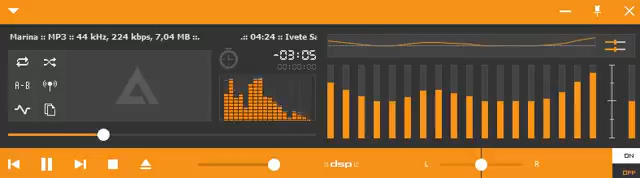 Marina :: MP3 :: 44 kHz, 224 kbps, 7,04 MB ::.
.:: 04:24 :: Ivete Sa
-03:05
00:00:00
A-B
:: dsp ::
L
R
ON
OFF